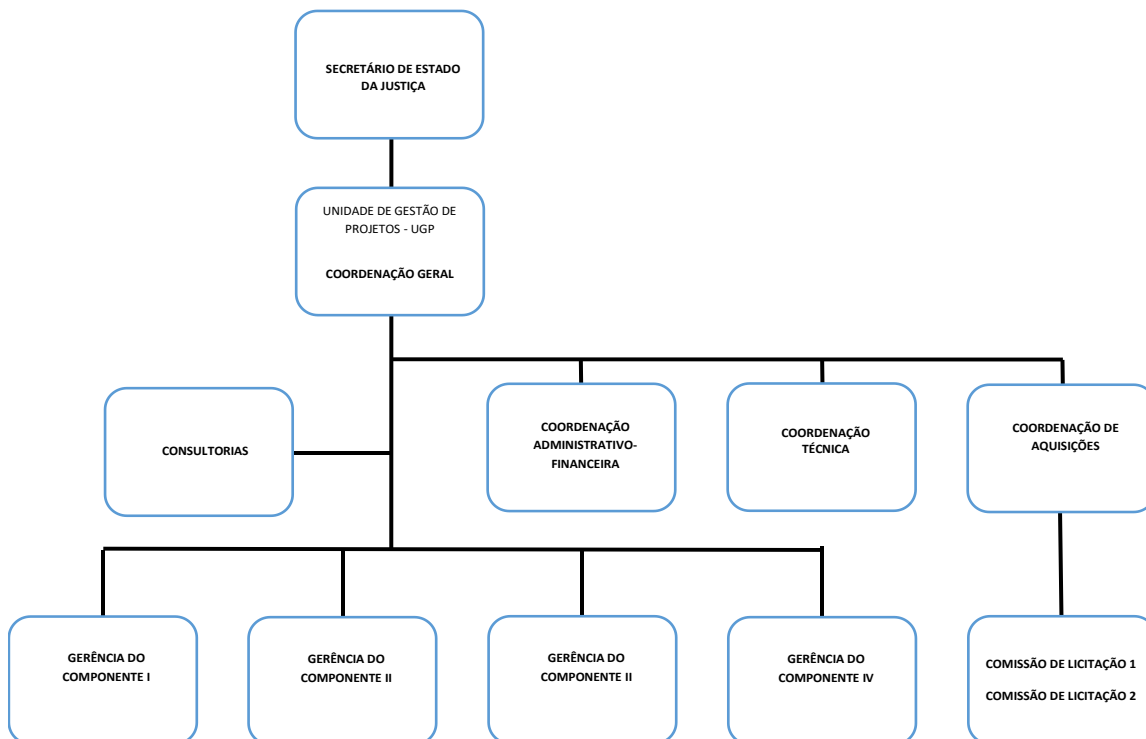 SECRETÁRIO DE ESTADO
DA JUSTIÇA
UNIDADE DE GESTÃO DE
PROJETOS - UGP
COORDENAÇÃO GERAL
CONSULTORIAS
COORDENAÇÃO
ADMINISTRATIVO-
FINANCEIRA
COORDENAÇÃO
TÉCNICA
COORDENAÇÃO DE
AQUISIÇÕES
GERÊNCIA DO
COMPONENTE I
GERÊNCIA DO
COMPONENTE II
GERÊNCIA DO
COMPONENTE II
GERÊNCIA DO
COMPONENTE IV
COMISSÃO DE LICITAÇÃO 1
COMISSÃO DE LICITAÇÃO 2